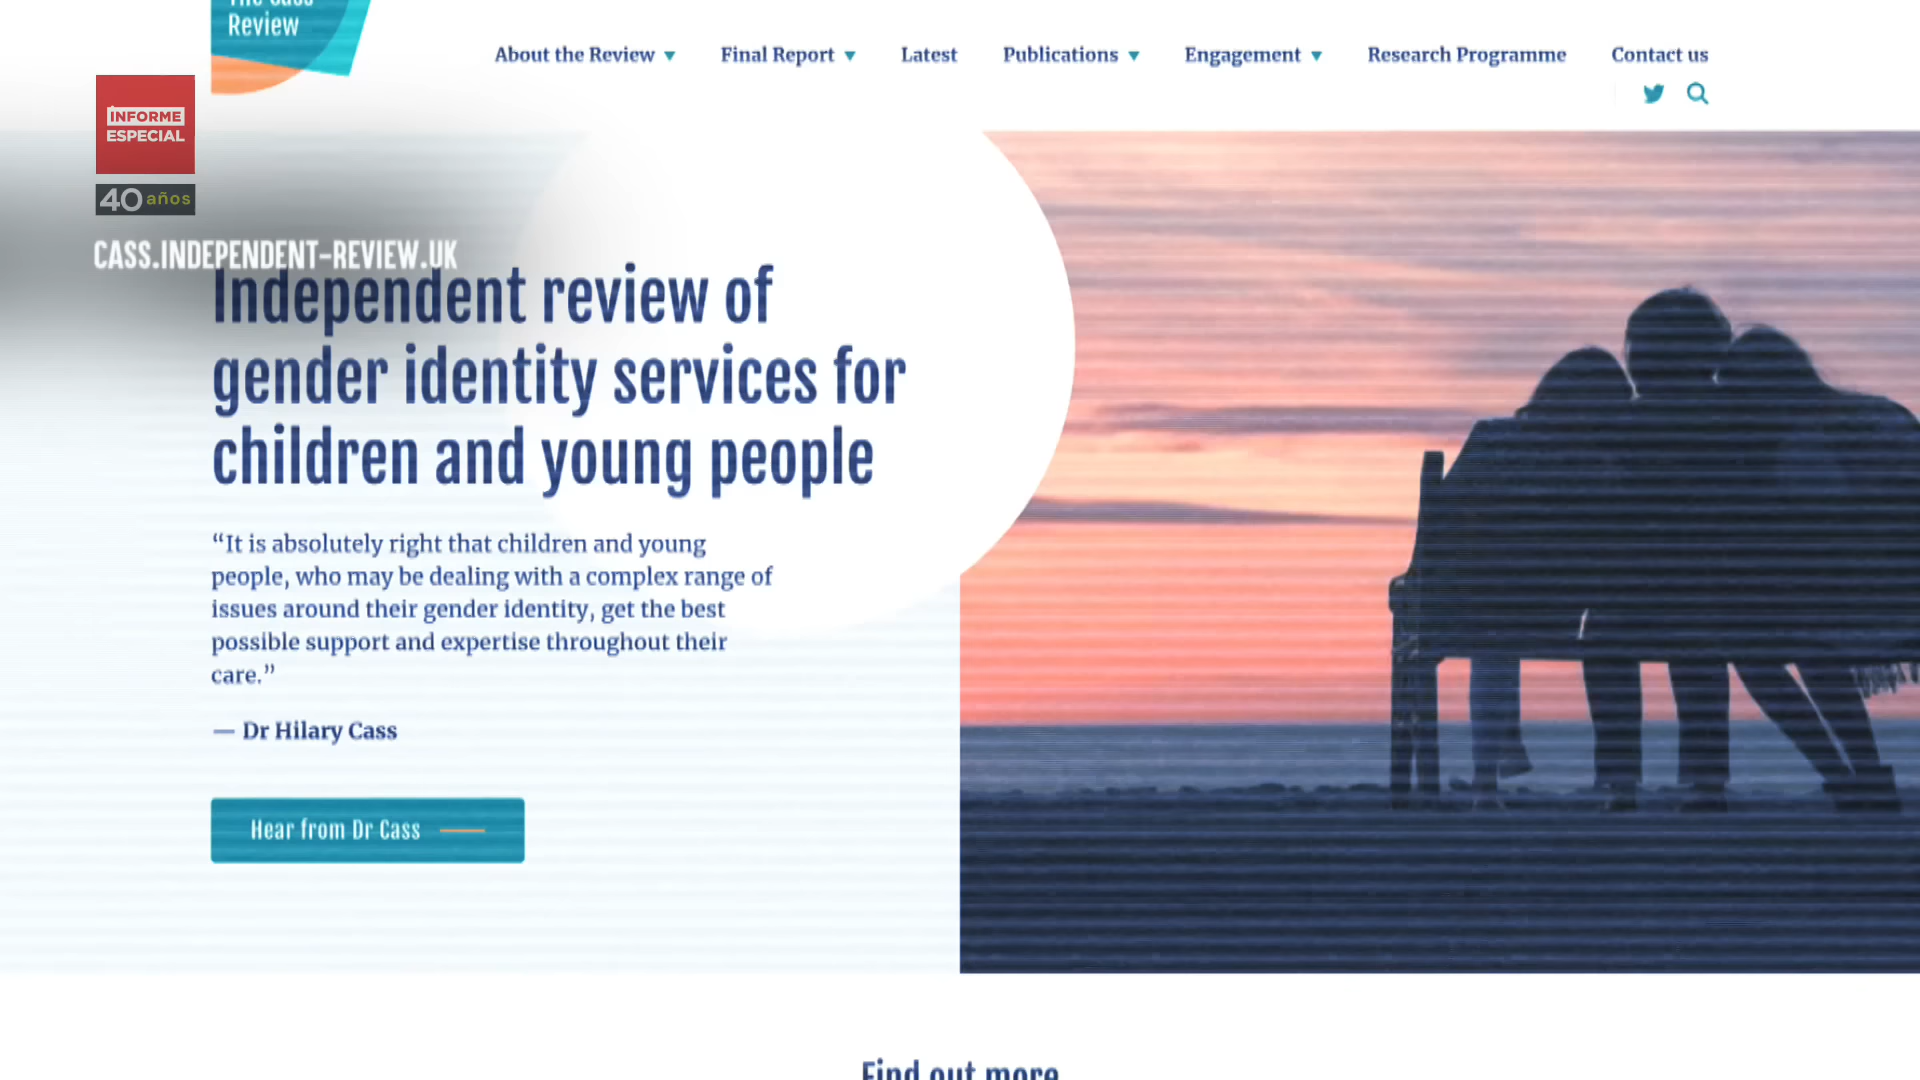 The Cass
Review
About the Review
Final Report
Latest
Publications
Engagement
Research Programme
Contact us
INFORME
ESPECIAL
40 años
CASS.INDEPENDENT-REVIEW.UK
Independent review of
gender identity services for
children and young people
“It is absolutely right that children and young
people, who may be dealing with a complex range of
issues around their gender identity, get the best
possible support and expertise throughout their
care.”
— Dr Hilary Cass
Hear from Dr Cass
Find out more